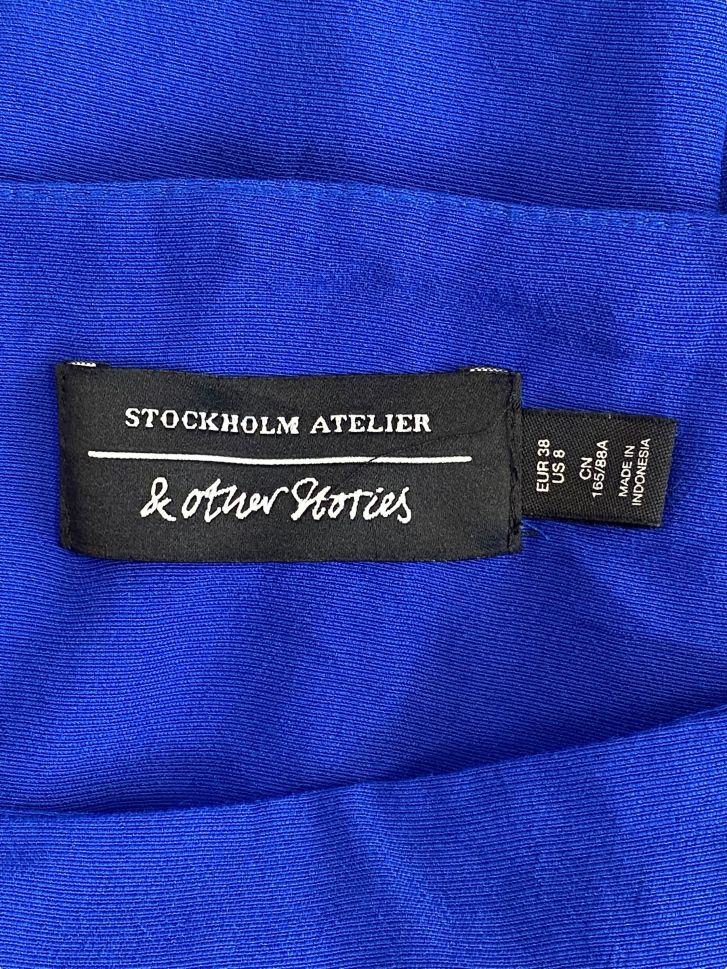 STOCKHOLM ATELIER
& other Stories
EUR 38
US 8
CN
165/88A
MADE IN
INDONESIA